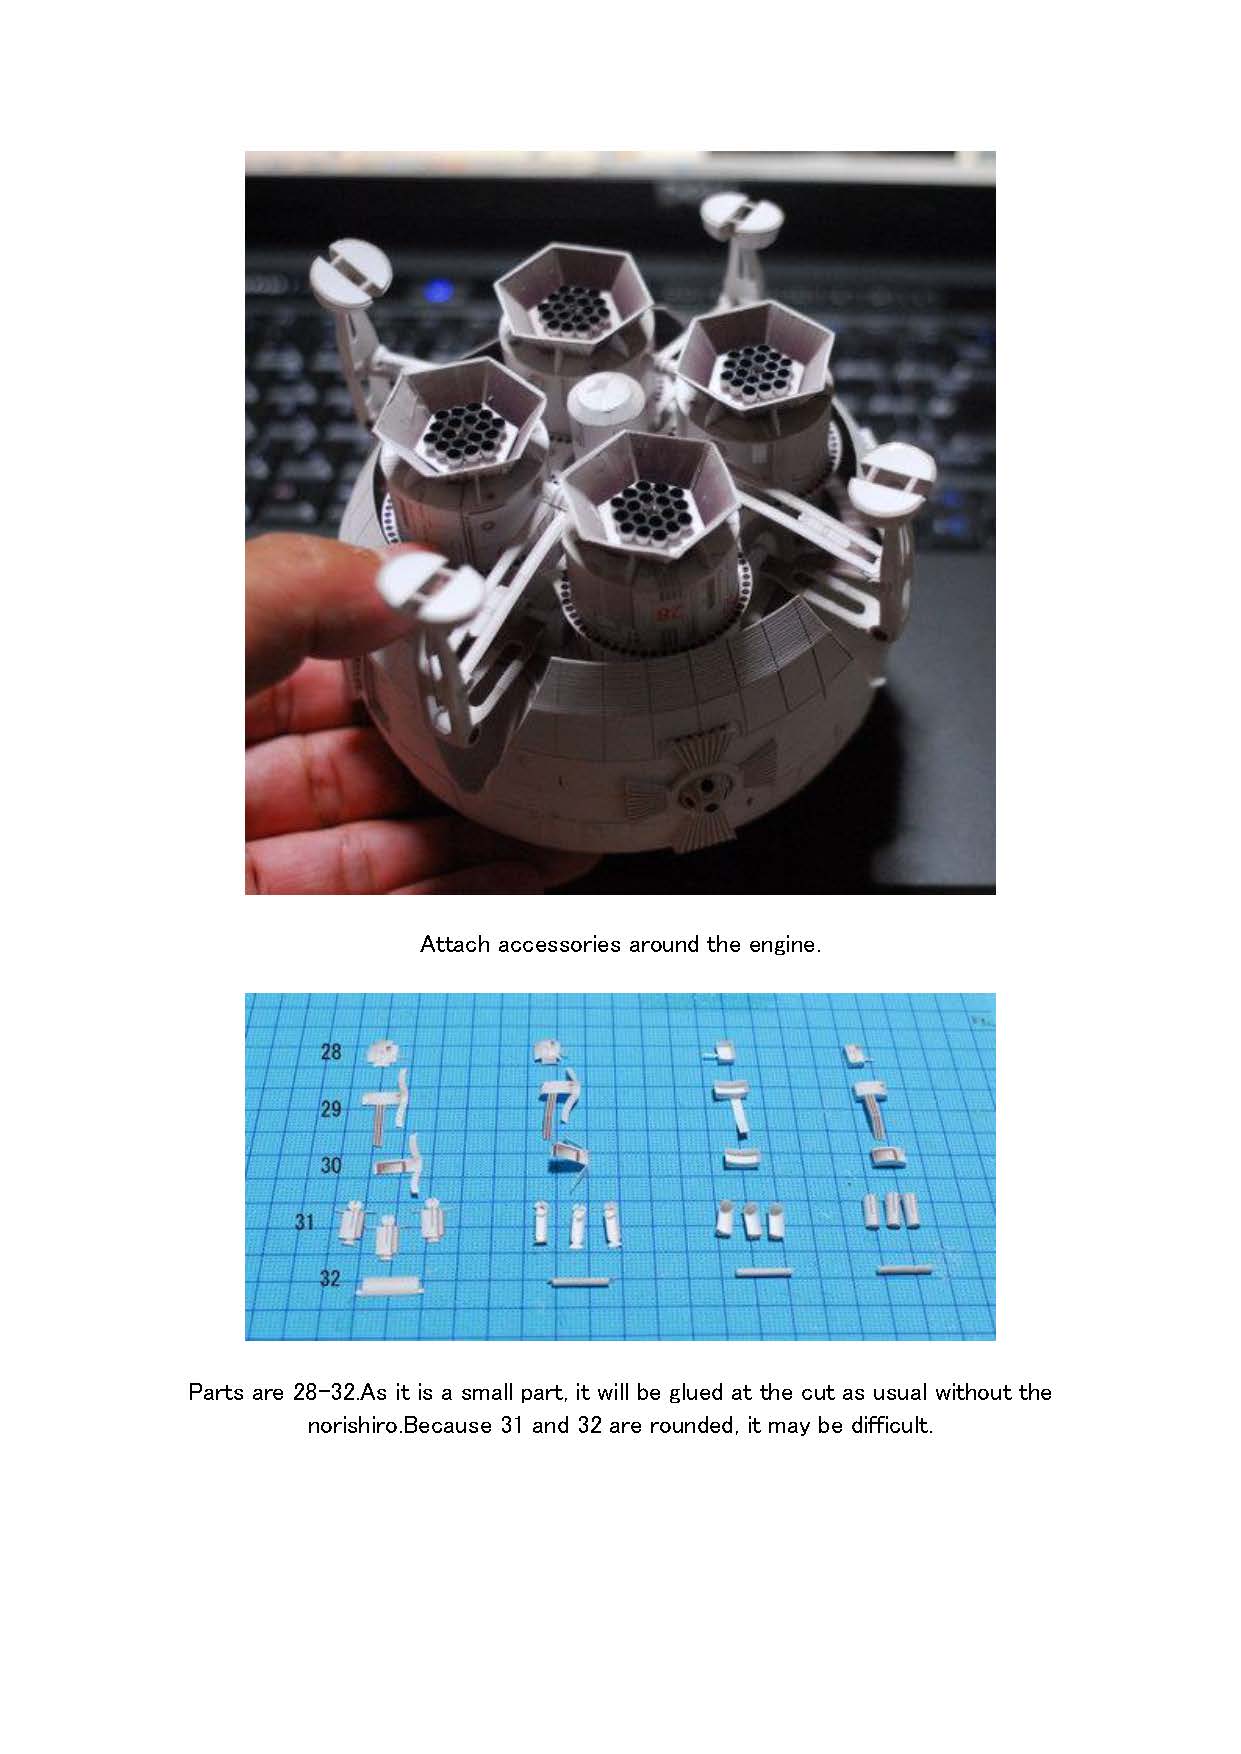 Attach accessories around the engine.
28
29
30
31
32
Parts are 28-32.As it is a small part, it will be glued at the cut as usual without the
norishiro.Because 31 and 32 are rounded, it may be difficult.